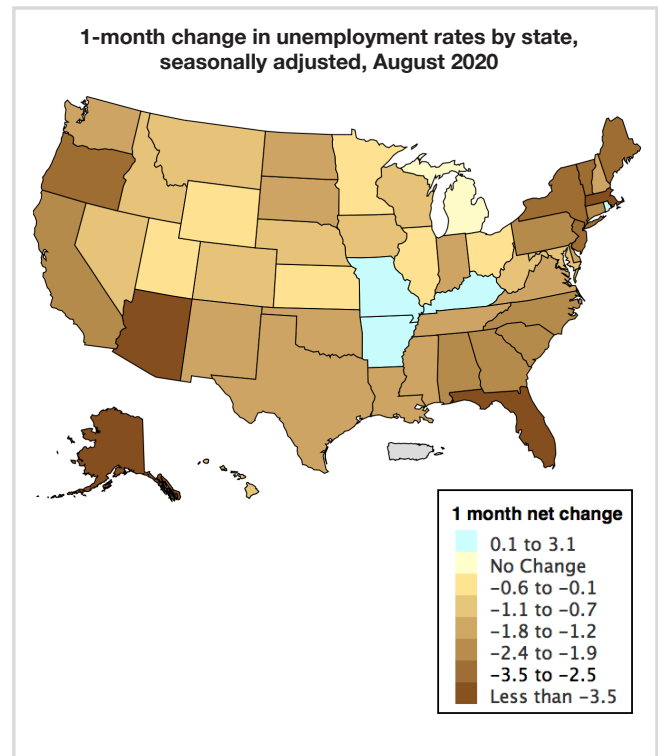 1-month change in unemployment rates by state,
seasonally adjusted, August 2020
1 month net change
0.1 to 3.1
No Change
−0.6 to −0.1
−1.1 to −0.7
−1.8 to −1.2
−2.4 to −1.9
−3.5 to −2.5
Less than −3.5